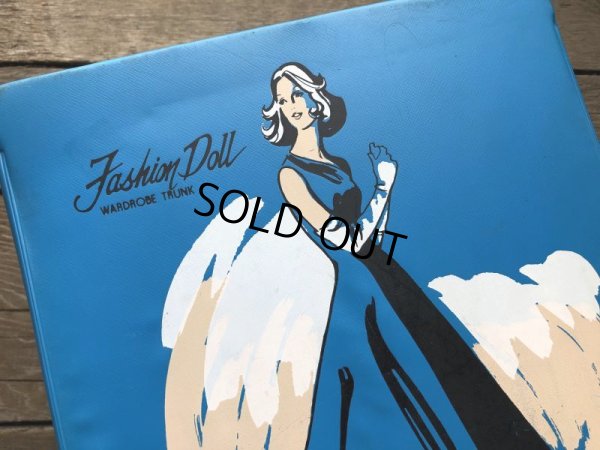 Fashion Doll
WARDROBE TRUNK
SOLD OUT